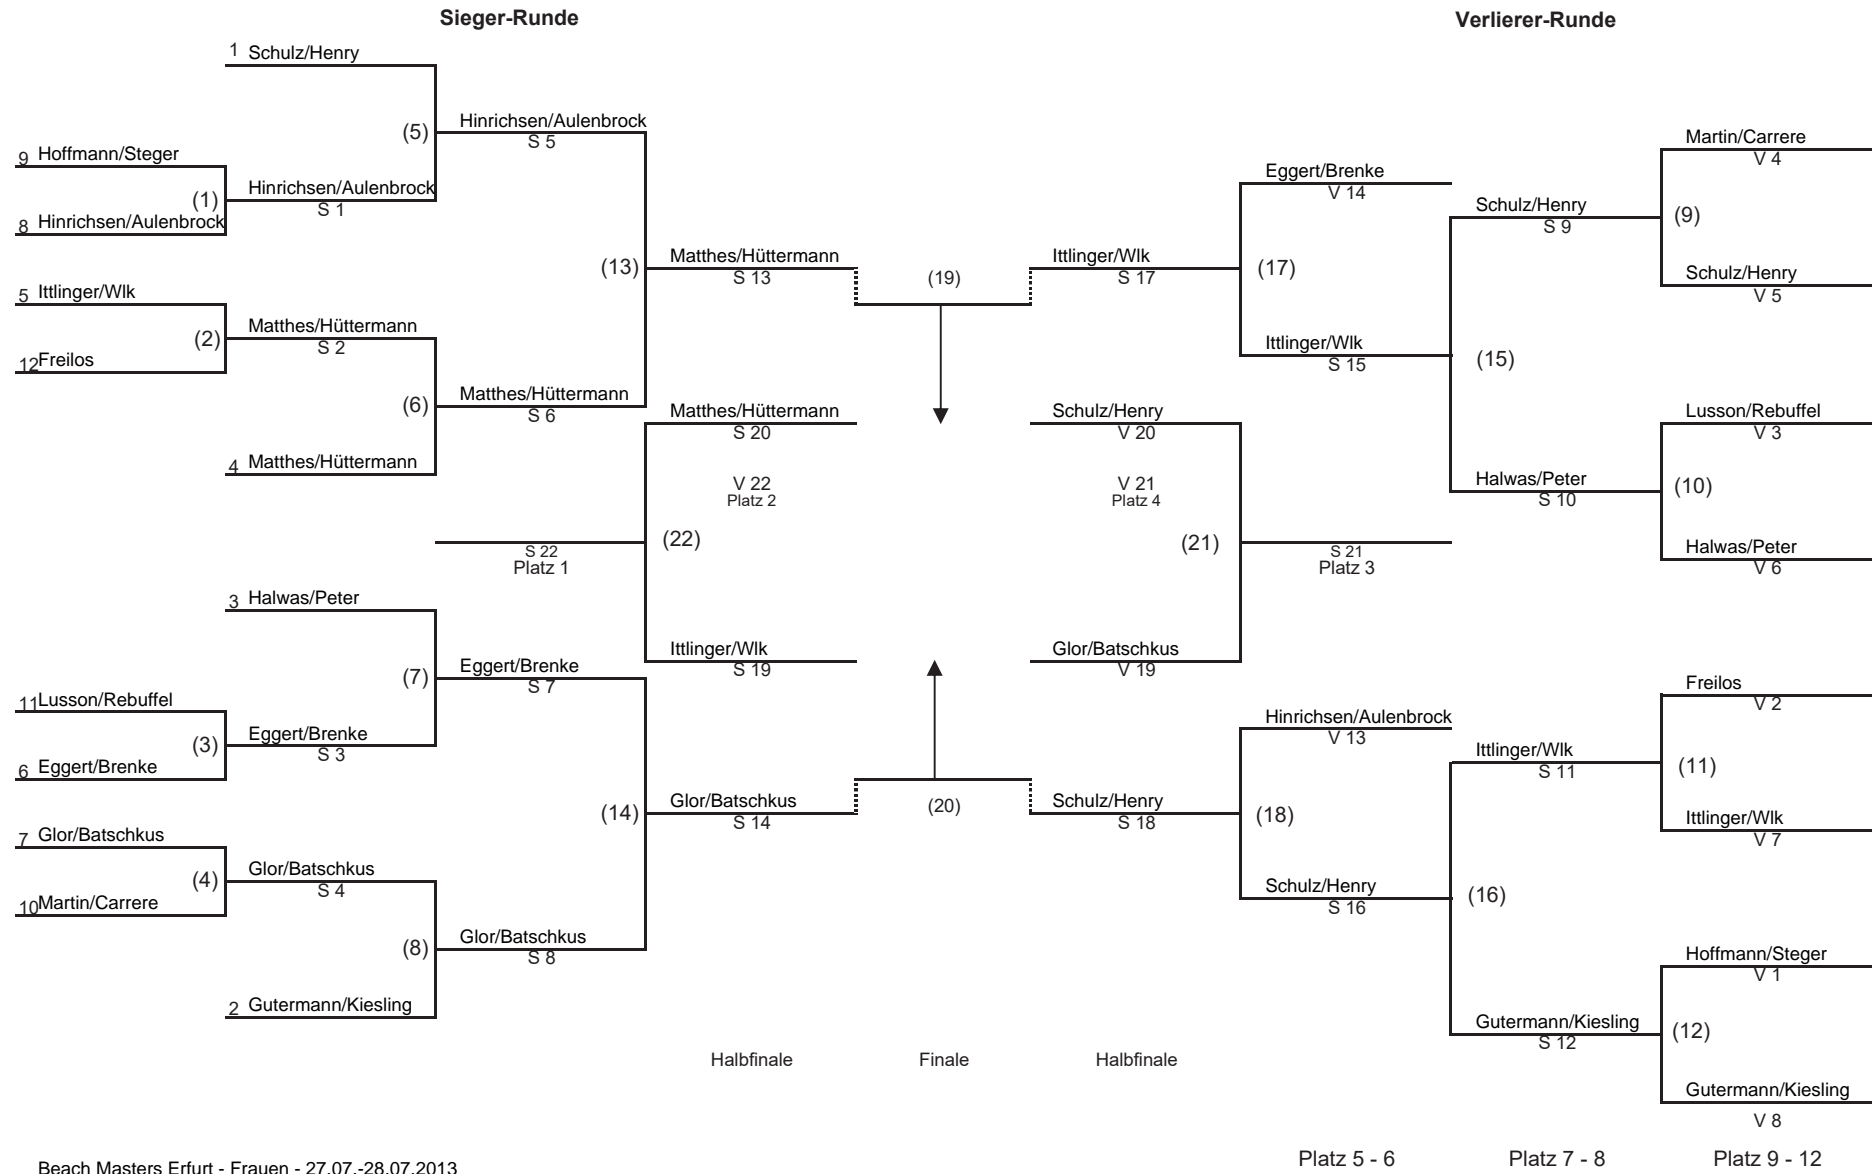 Sieger-Runde
Verlierer-Runde
1 Schulz/Henry
(5)
Hinrichsen/Aulenbrock
S 5
9 Hoffmann/Steger
(1)
Hinrichsen/Aulenbrock
S 1
8 Hinrichsen/Aulenbrock
5 Ittlinger/Wlk
(2)
Matthes/Hüttermann
S 2
12 Freilos
(6)
Matthes/Hüttermann
S 6
4 Matthes/Hüttermann
(13)
Matthes/Hüttermann
S 13
(19)
Matthes/Hüttermann
S 20
V 22
Platz 2
(22)
S 22
Platz 1
Ittlinger/Wlk
S 19
3 Halwas/Peter
(7)
Eggert/Brenke
S 7
11 Lusson/Rebuffel
(3)
Eggert/Brenke
S 3
6 Eggert/Brenke
7 Glor/Batschkus
(4)
Glor/Batschkus
S 4
10 Martin/Carrere
(8)
Glor/Batschkus
S 8
2 Gutermann/Kiesling
(14)
Glor/Batschkus
S 14
(20)
Ittlinger/Wlk
S 17
(17)
Eggert/Brenke
V 14
Ittlinger/Wlk
S 15
(15)
Schulz/Henry
S 9
(9)
Martin/Carrere
V 4
Schulz/Henry
V 5
Halwas/Peter
S 10
(10)
Lusson/Rebuffel
V 3
Halwas/Peter
V 6
Schulz/Henry
V 20
V 21
Platz 4
(21)
S 21
Platz 3
Glor/Batschkus
V 19
Schulz/Henry
S 18
(18)
Hinrichsen/Aulenbrock
V 13
Schulz/Henry
S 16
(16)
Ittlinger/Wlk
S 11
(11)
Freilos
V 2
Ittlinger/Wlk
V 7
Gutermann/Kiesling
S 12
(12)
Hoffmann/Steger
V 1
Gutermann/Kiesling
V 8
Halbfinale
Finale
Halbfinale
Platz 5 - 6
Platz 7 - 8
Platz 9 - 12
Beach Masters Erfurt - Frauen - 27.07.-28.07.2013